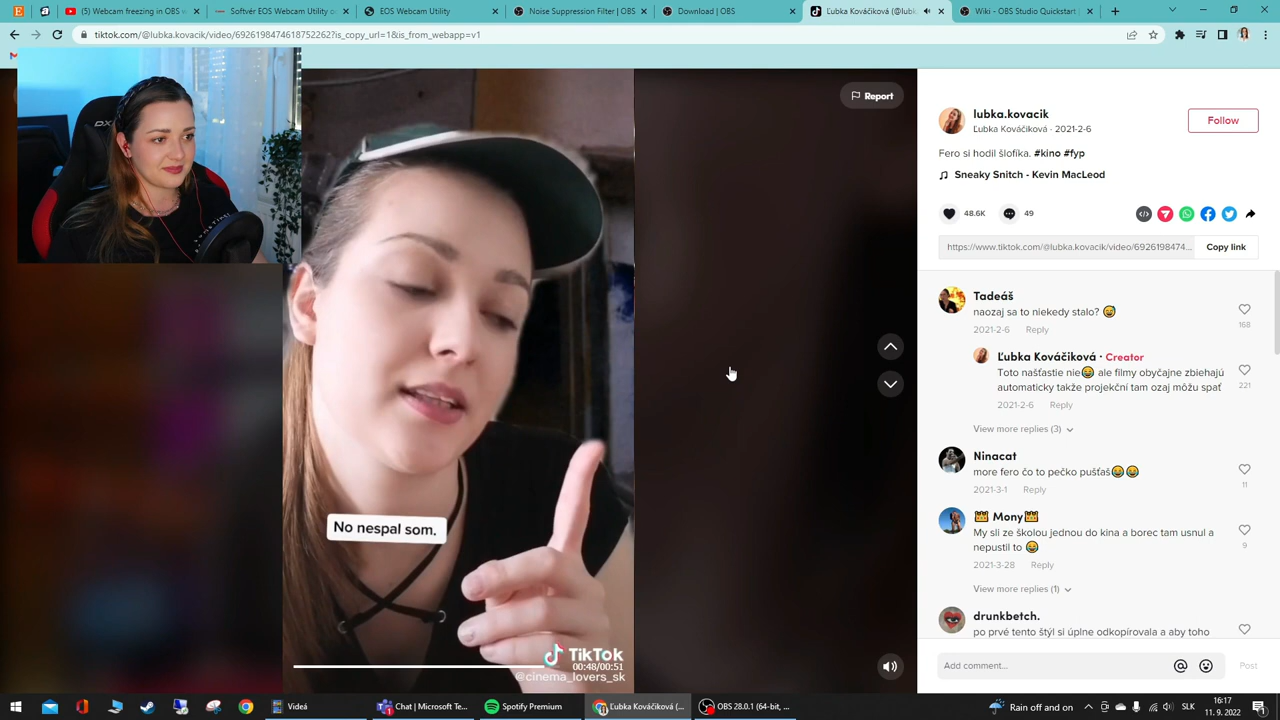 (5) Webcam freezing in OBS v
Softvér EOS Webcam Utility c
EOS Webcam Utility
Noise Suppression Filter | OBS
Download | OBS
Ľubka Kováčiková (@lu
OBS Studio Quickstart |
tiktok.com/@lubka.kovacik/video/6926198474618752262?is_copy_url=1&is_from_webapp=v1
Report
No nespal som.
TikTok
00:48/00:51
@cinema_lovers_sk
lubka.kovacik
Ľubka Kováčiková · 2021-2-6
Follow
Fero si hodil šlofíka. #kino #fyp
Sneaky Snitch - Kevin MacLeod
48.6K
49
https://www.tiktok.com/@lubka.kovacik/video/6926198474...
Copy link
Tadeáš
naozaj sa to niekedy stalo? 😅
168
2021-2-6 Reply
Ľubka Kováčiková · Creator
Toto našťastie nie😂 ale filmy obyčajne zbiehajú
automaticky takže projekční tam ozaj môžu spať
221
2021-2-6 Reply
View more replies (3)
Ninacat
more fero čo to pečko pušťaš😂😂
11
2021-3-1 Reply
👑 Mony👑
My sli ze školou jednou do kina a borec tam usnul a
nepustil to 😂
9
2021-3-28 Reply
View more replies (1)
drunkbetch.
po prvé tento štýl si úplne odkopírovala a aby toho
Add comment...
Post
Videá
Chat | Microsoft Te...
Spotify Premium
Ľubka Kováčiková (...
OBS 28.0.1 (64-bit, ...
Rain off and on
SLK
16:17
11. 9. 2022